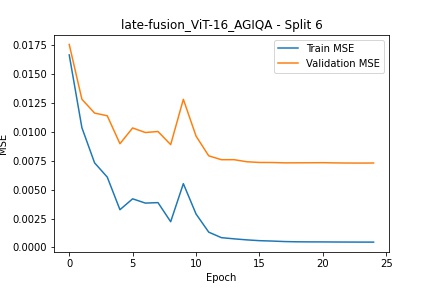 late-fusion_ViT-16_AGIQA - Split 6
Train MSE
Validation MSE
0.0175
0.0150
0.0125
0.0100
0.0075
0.0050
0.0025
0.0000
MSE
0 5 10 15 20 25
Epoch